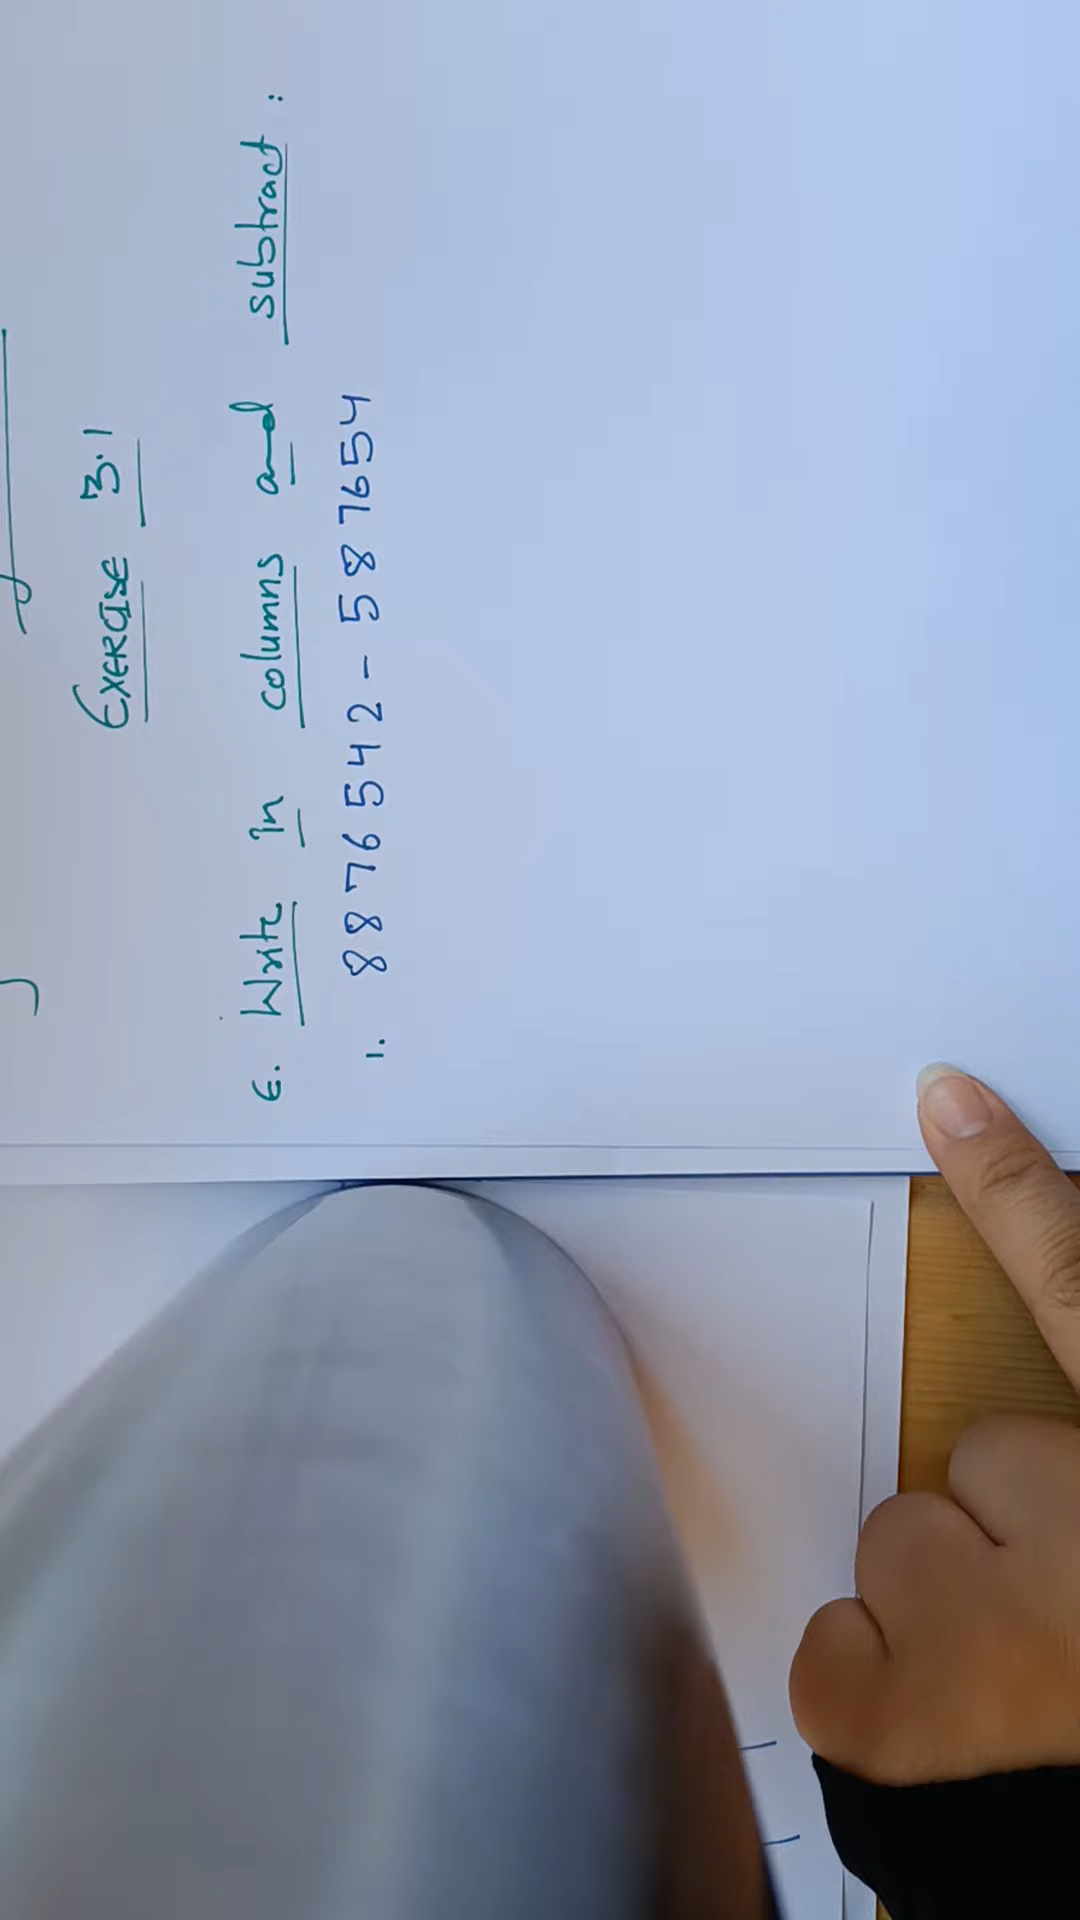 EXERCISE 3.1
6. Write in columns and subtract :
1. 8876542 - 587654